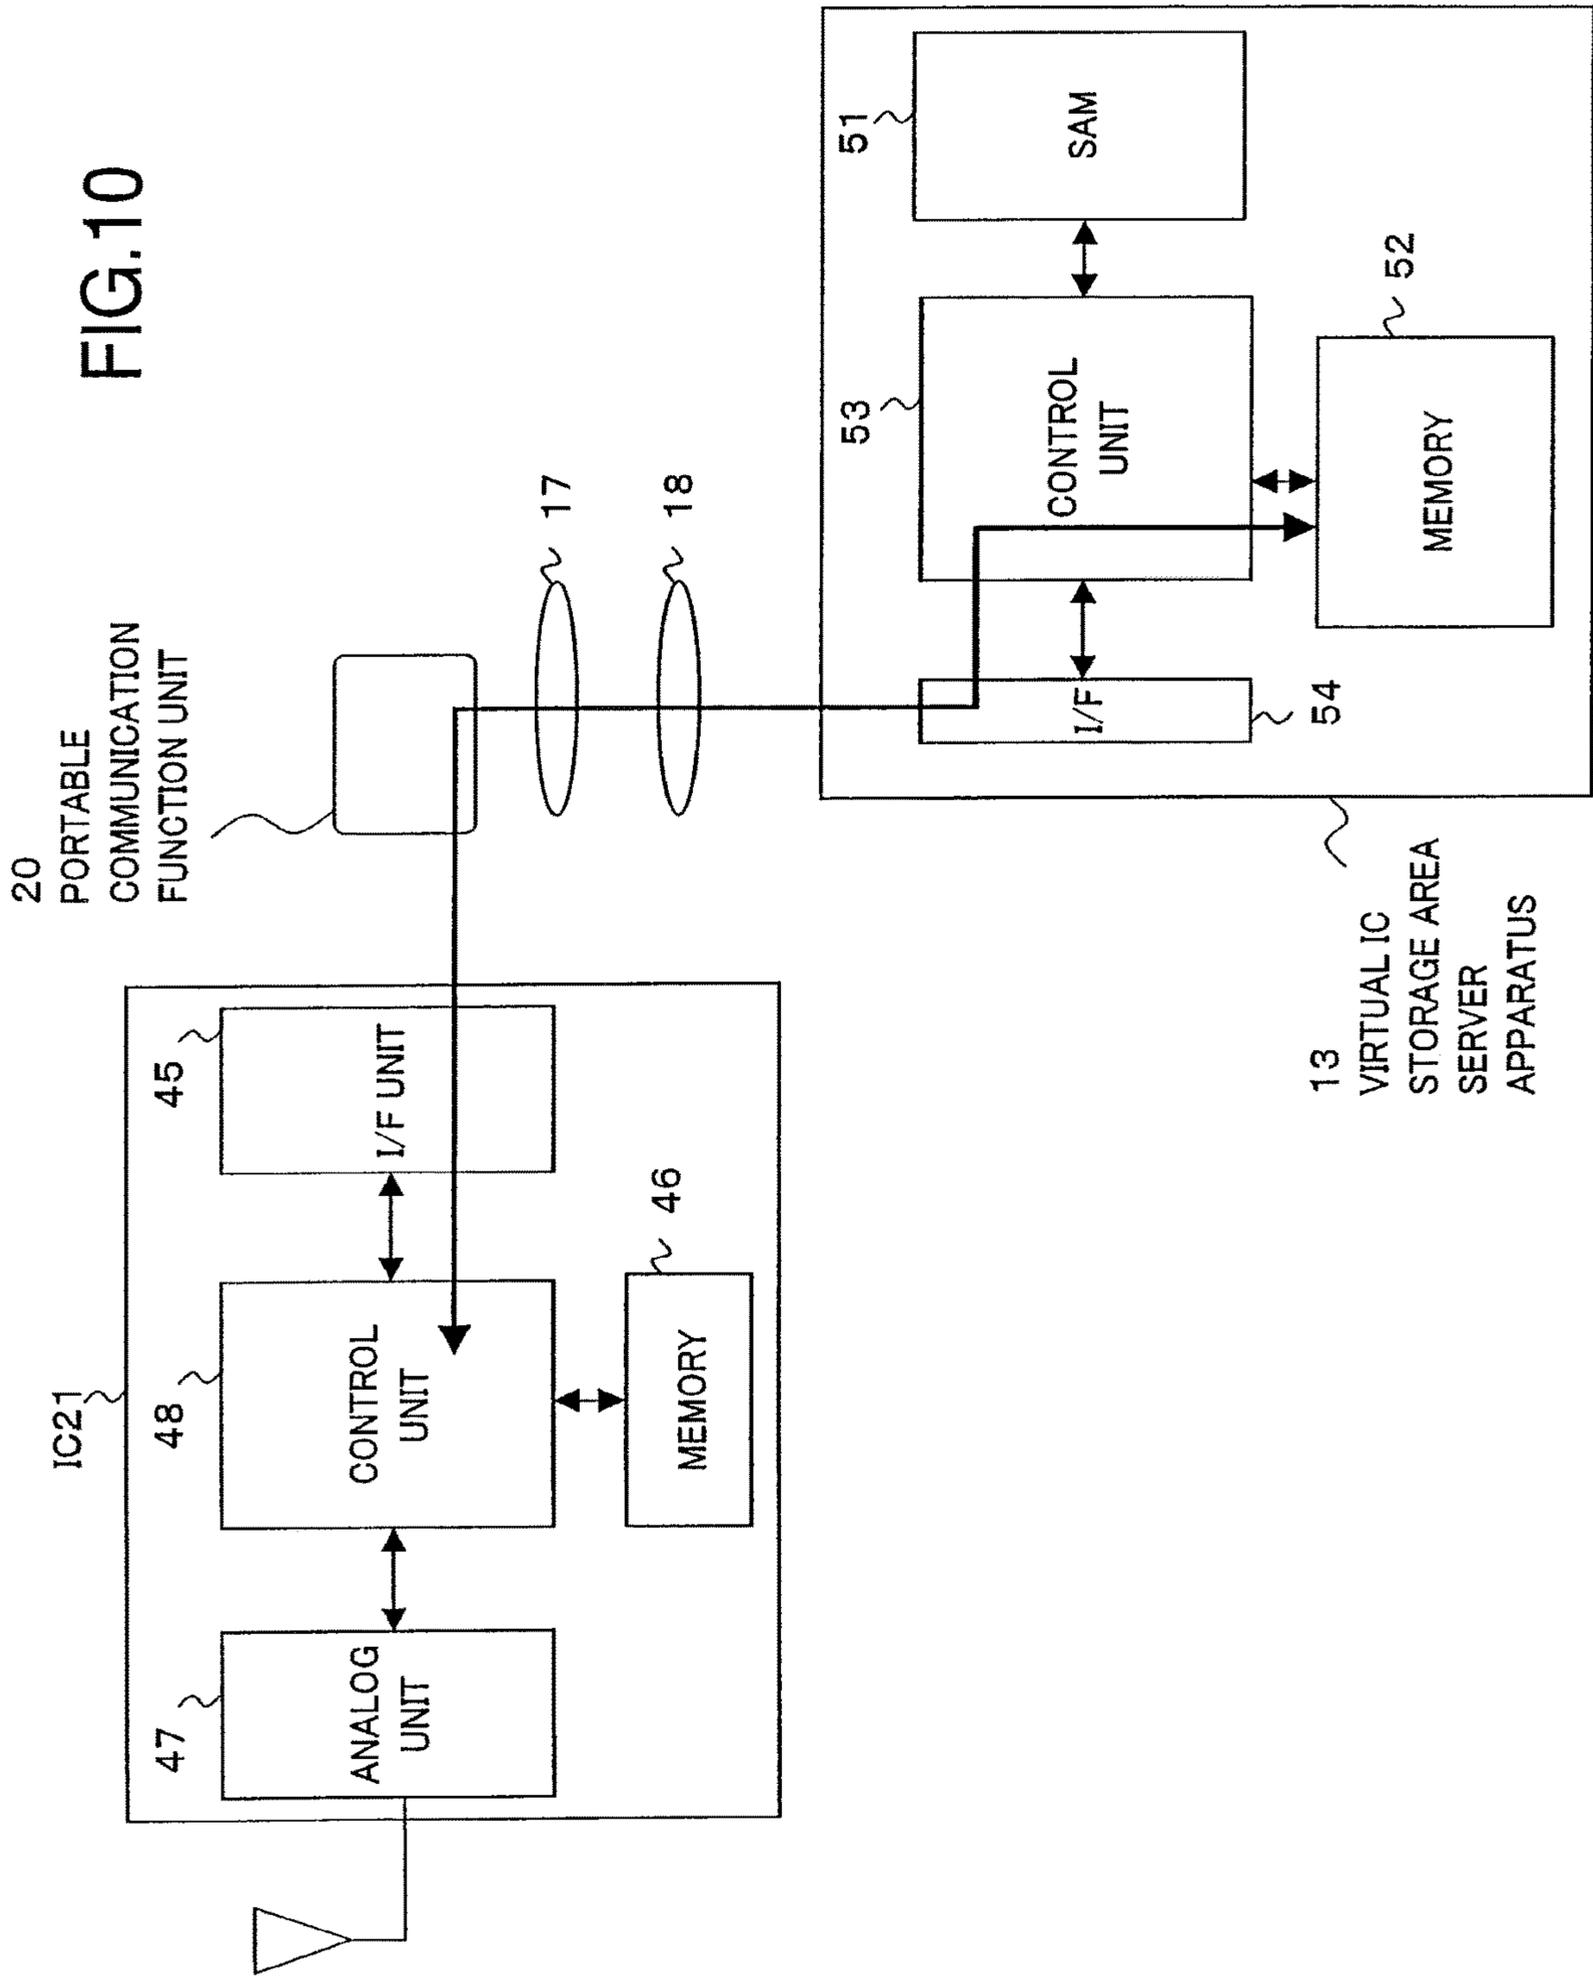 FIG.10
20
PORTABLE
COMMUNICATION
FUNCTION UNIT
IC21
47
ANALOG
UNIT
48
CONTROL
UNIT
45
I/F UNIT
46
MEMORY
17
18
13
VIRTUAL IC
STORAGE AREA
SERVER
APPARATUS
54
I/F
53
CONTROL
UNIT
51
SAM
52
MEMORY